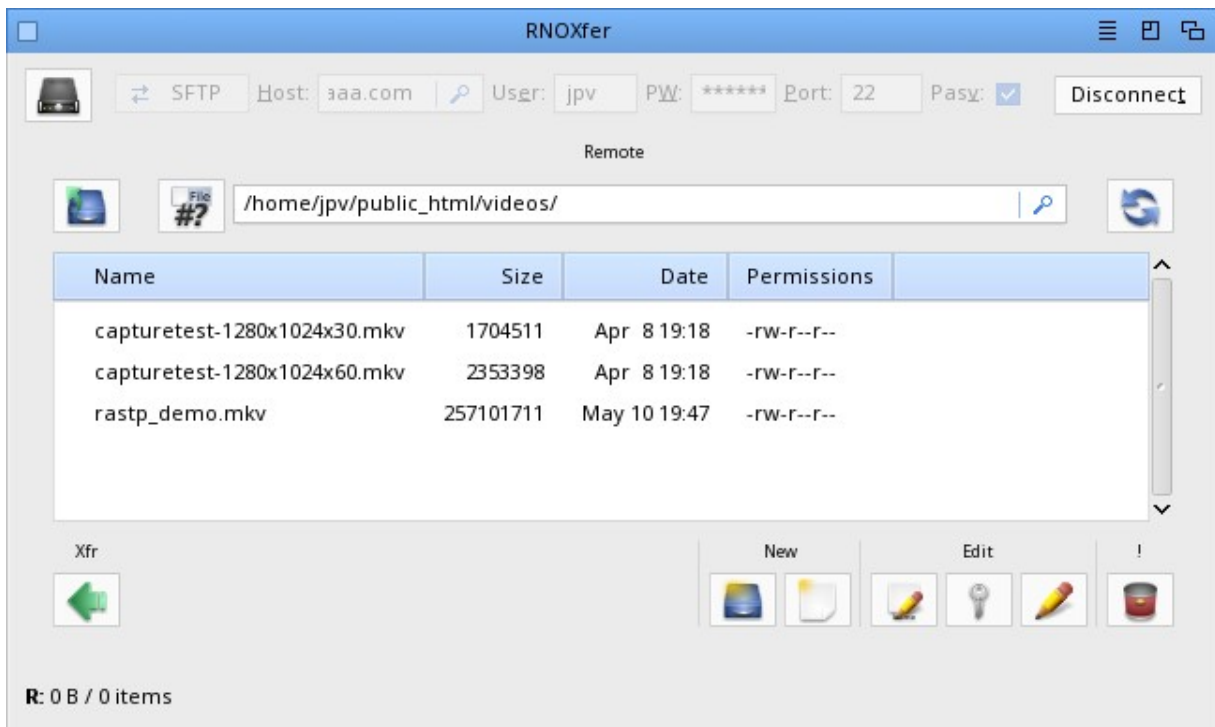 RNOXfer
SFTP Host: aaa.com User: jpv PW: ****** Port: 22 Pasv: Disconnect
Remote
File
#? /home/jpv/public_html/videos/
Name Size Date Permissions
capturetest-1280x1024x30.mkv 1704511 Apr 8 19:18 -rw-r--r--
capturetest-1280x1024x60.mkv 2353398 Apr 8 19:18 -rw-r--r--
rastp_demo.mkv 257101711 May 10 19:47 -rw-r--r--
Xfr New Edit !
R: 0 B / 0 items